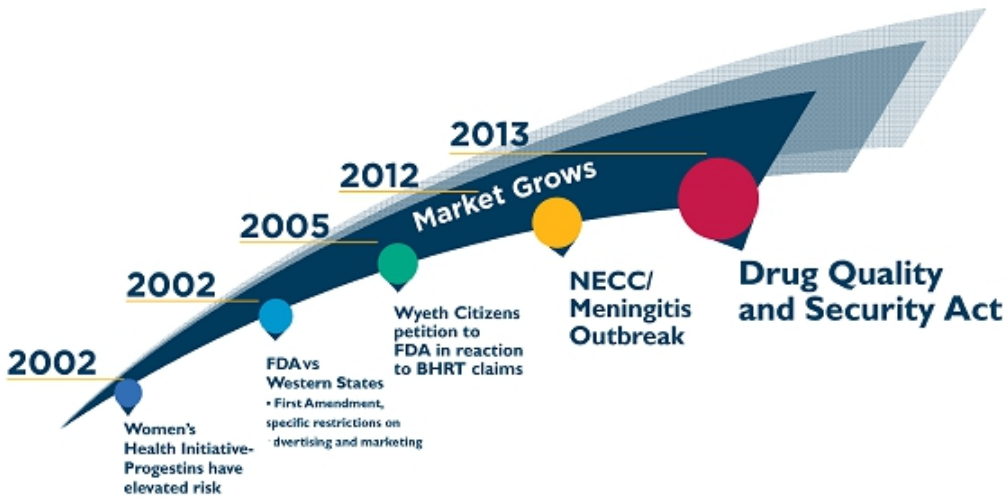 2013
2012
Market Grows
2005
2002
2002
Drug Quality
and Security Act
NECC/
Meningitis
Outbreak
Wyeth Citizens
petition to
FDA in reaction
to BHRT claims
FDA vs
Western States
• First Amendment,
specific restrictions on
dvertising and marketing
Women's
Health Initiative-
Progestins have
elevated risk